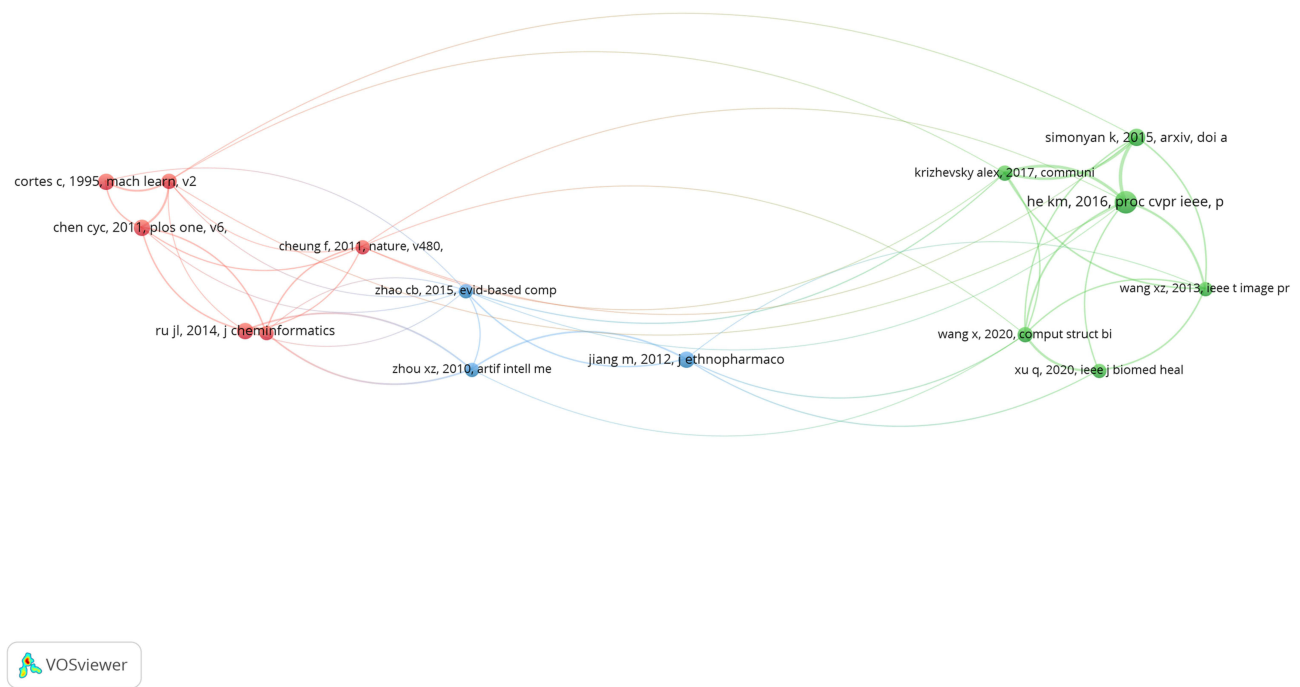 simonyan k, 2015, arxiv, doi a
krizhevsky alex, 2017, communi
cortes c, 1995, mach learn, v2
he km, 2016, proc cvpr ieee, p
chen cyc, 2011, plos one, v6,
cheung f, 2011, nature, v480,
zhao cb, 2015, evid-based comp
wang xz, 2013, ieee t image pr
ru jl, 2014, j cheminformatics
wang x, 2020, comput struct bi
jiang m, 2012, j ethnopharmaco
zhou xz, 2010, artif intell me
xu q, 2020, ieee j biomed heal
VOSviewer